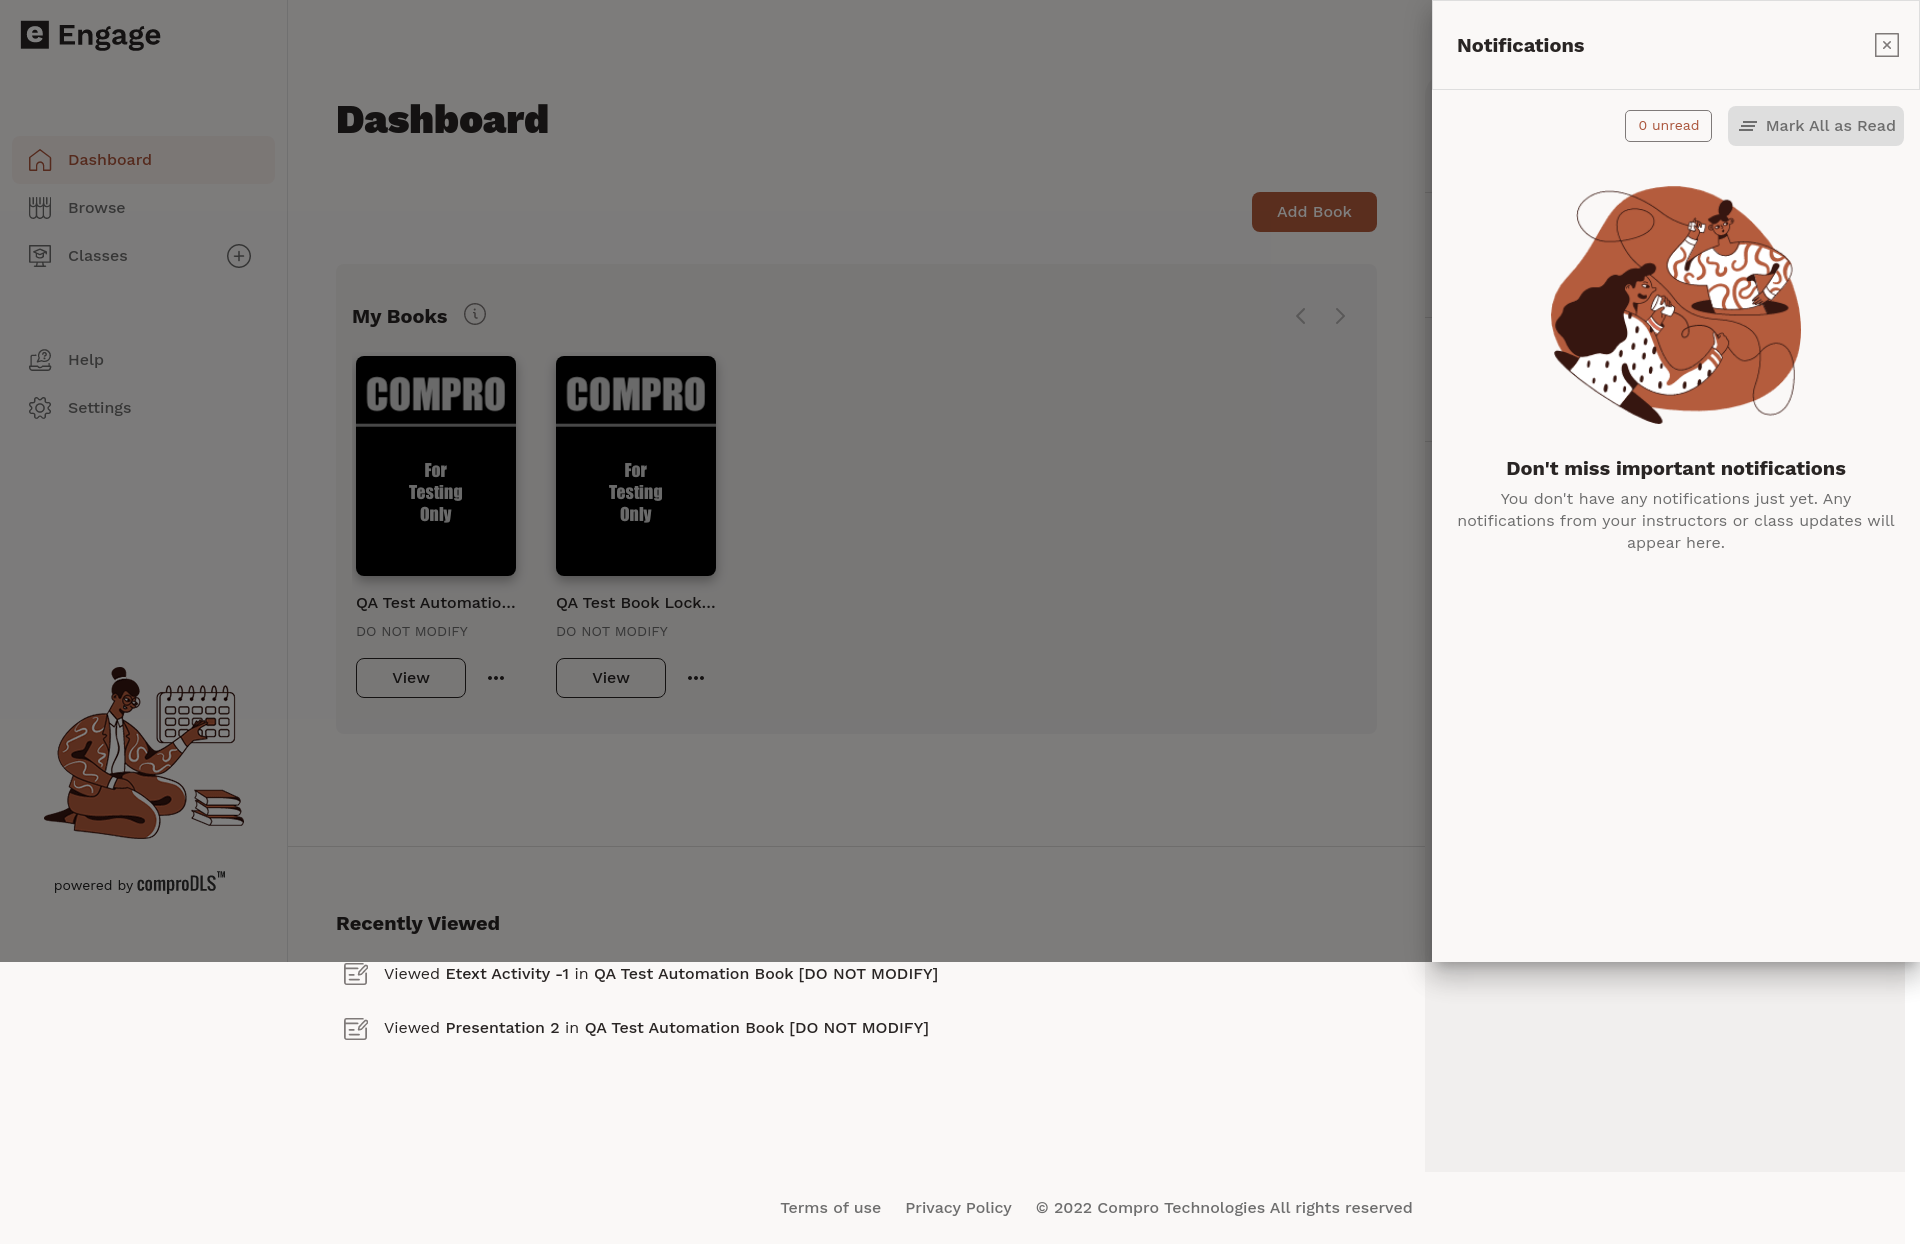 e Engage
Dashboard
Browse
Classes
Help
Settings
powered by comproDLS™
Dashboard
Add Book
My Books
COMPRO
For
Testing
Only
QA Test Automatio...
DO NOT MODIFY
View
COMPRO
For
Testing
Only
QA Test Book Lock...
DO NOT MODIFY
View
Recently Viewed
Viewed Etext Activity -1 in QA Test Automation Book [DO NOT MODIFY]
Viewed Presentation 2 in QA Test Automation Book [DO NOT MODIFY]
Notifications
0 unread
Mark All as Read
Don't miss important notifications
You don't have any notifications just yet. Any
notifications from your instructors or class updates will
appear here.
Terms of use Privacy Policy © 2022 Compro Technologies All rights reserved